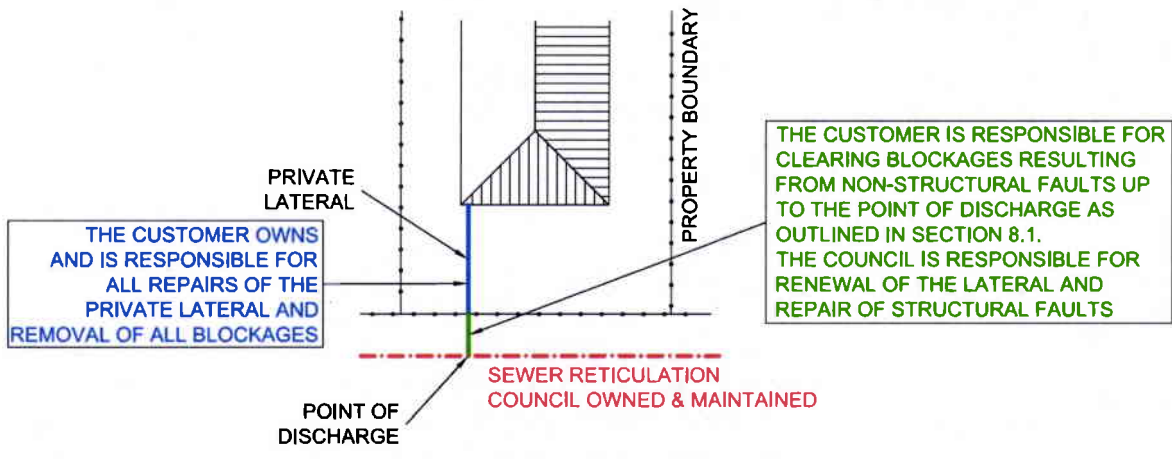 PROPERTY BOUNDARY
PRIVATE
LATERAL
THE CUSTOMER OWNS
AND IS RESPONSIBLE FOR
ALL REPAIRS OF THE
PRIVATE LATERAL AND
REMOVAL OF ALL BLOCKAGES
THE CUSTOMER IS RESPONSIBLE FOR
CLEARING BLOCKAGES RESULTING
FROM NON-STRUCTURAL FAULTS UP
TO THE POINT OF DISCHARGE AS
OUTLINED IN SECTION 8.1.
THE COUNCIL IS RESPONSIBLE FOR
RENEWAL OF THE LATERAL AND
REPAIR OF STRUCTURAL FAULTS
SEWER RETICULATION
COUNCIL OWNED & MAINTAINED
POINT OF
DISCHARGE